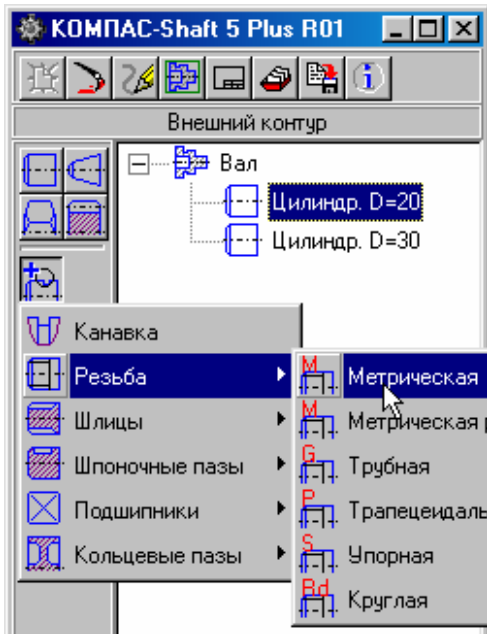 КОМПАС-Shaft 5 Plus R01
Внешний контур
Вал
Цилиндр. D=20
Цилиндр. D=30
Канавка
Резьба
Шлицы
Шпоночные пазы
Подшипники
Кольцевые пазы
M Метрическая
M Метрическая
G Трубная
P
S Упорная
Rd Круглая